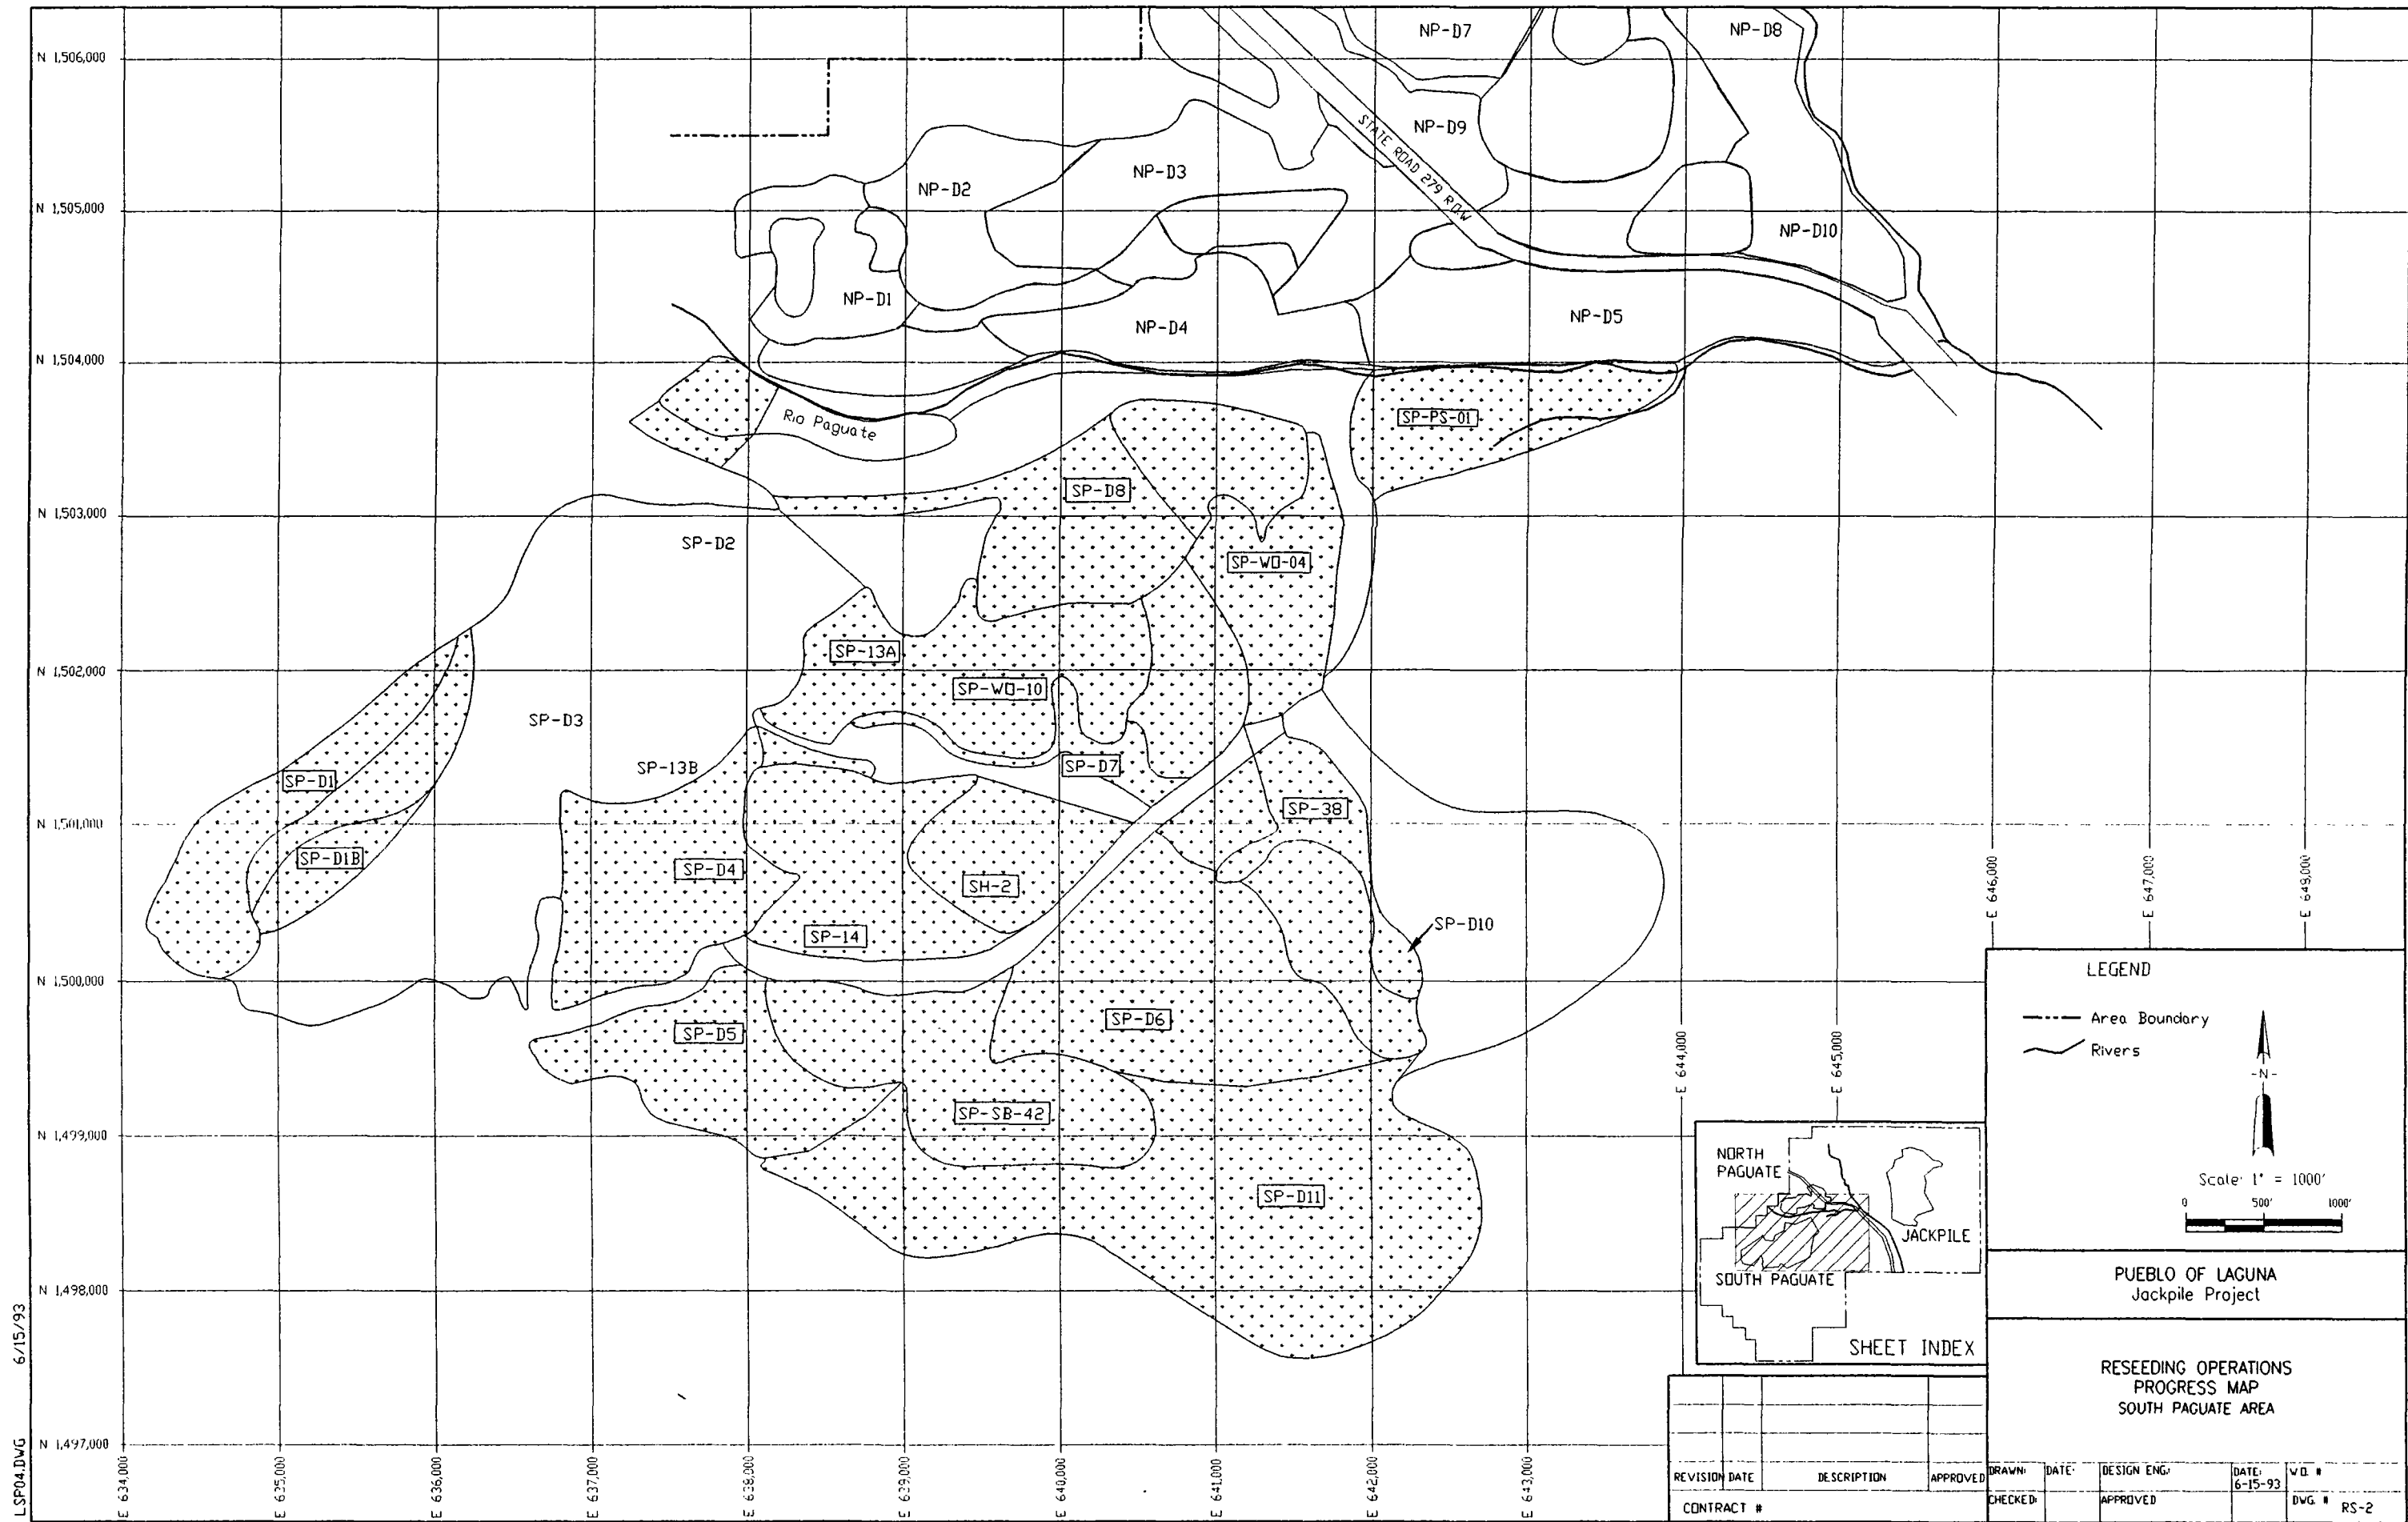 NP-D7
NP-D8
N 1,506,000
NP-D9
STATE ROAD 279 R.O.W
NP-D3
NP-D2
N 1,505,000
NP-D10
NP-D1
NP-D5
NP-D4
N 1,504,000
SP-PS-01
Rio Paguate
SP-D8
N 1,503,000
SP-D2
SP-WO-04
SP-13A
N 1,502,000
SP-WO-10
SP-D3
SP-13B
SP-D7
SP-D1
SP-38
N 1,501,000
SP-D1B
SP-D4
SH-2
SP-D10
SP-14
N 1,500,000
SP-D6
SP-D5
SP-SB-42
N 1,499,000
SP-D11
N 1,498,000
N 1,497,000
E 634,000
E 635,000
E 636,000
E 637,000
E 638,000
E 639,000
E 640,000
E 641,000
E 642,000
E 643,000
E 644,000
E 645,000
E 646,000
E 647,000
E 648,000
LSP04.DWG 6/15/93
LEGEND
Area Boundary
Rivers
-N-
Scale: 1" = 1000'
0 500' 1000'
NORTH
PAGUATE
JACKPILE
SOUTH PAGUATE
SHEET INDEX
PUEBLO OF LAGUNA
Jackpile Project
RESEEDING OPERATIONS
PROGRESS MAP
SOUTH PAGUATE AREA
REVISION DATE DESCRIPTION APPROVED
CONTRACT #
DRAWN: DATE: DESIGN ENG.: DATE: W.O. #
6-15-93
CHECKED: APPROVED DWG. # RS-2